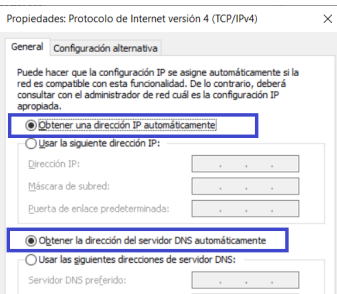 Propiedades: Protocolo de Internet versión 4 (TCP/IPv4)
General
Configuración alternativa
Puede hacer que la configuración IP se asigne automáticamente si la
red es compatible con esta funcionalidad. De lo contrario, deberá
consultar con el administrador de red cuál es la configuración IP
apropiada.
Obtener una dirección IP automáticamente
Usar la siguiente dirección IP:
Dirección IP:
Máscara de subred:
Puerta de enlace predeterminada:
Obtener la dirección del servidor DNS automáticamente
Usar las siguientes direcciones de servidor DNS:
Servidor DNS preferido: